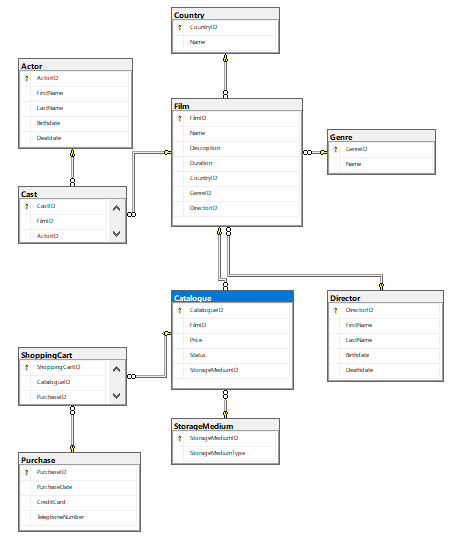 Country
CountryID
Name
Actor
ActorID
FirstName
LastName
Birthdate
Deatdate
Film
FilmID
Name
Description
Duration
CountryID
GenreID
DirectorID
Genre
GenreID
Name
Cast
CastID
FilmID
ActorID
Catalogue
CatalogueID
FilmID
Price
Status
StorageMediumID
Director
DirectorID
FirstName
LastName
Birthdate
Deathdate
ShoppingCart
ShoppingCartID
CatalogueID
PurchaseID
StorageMedium
StorageMediumID
StorageMediumType
Purchase
PurchaseID
PurchaseDate
CreditCard
TelephoneNumber